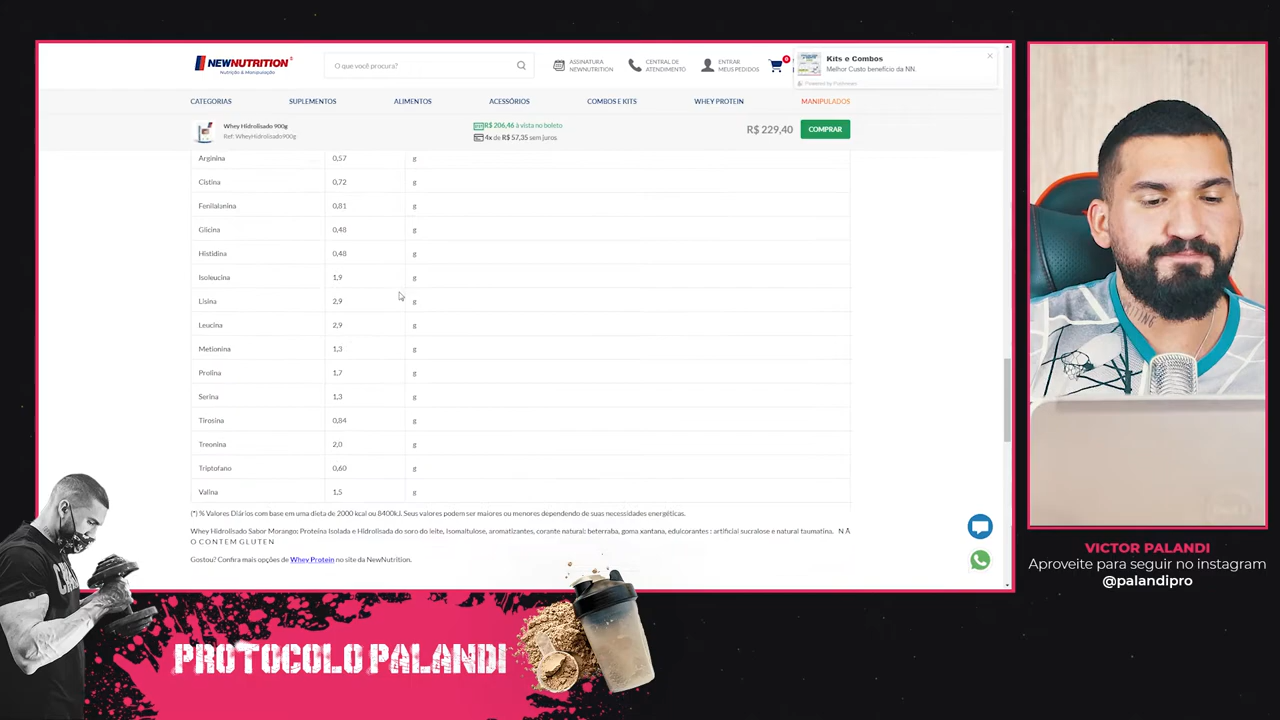 NEWNUTRITION
Nutrição & Manipulação
O que você procura?
ASSINATURA
NEWNUTRITION
CENTRAL DE
ATENDIMENTO
ENTRAR
MEUS PEDIDOS
0
Kits e Combos
Melhor Custo benefício da NN.
CATEGORIAS SUPLEMENTOS ALIMENTOS ACESSÓRIOS COMBOS E KITS WHEY PROTEIN MANIPULADOS
Whey Hidrolisado 900g
Ref: WheyHidrolisado900g
R$ 206,46 à vista no boleto
4x de R$ 57,35 sem juros
R$ 229,40 COMPRAR
Arginina 0,57 g
Cistina 0,72 g
Fenilalanina 0,81 g
Glicina 0,48 g
Histidina 0,48 g
Isoleucina 1,9 g
Lisina 2,9 g
Leucina 2,9 g
Metionina 1,3 g
Prolina 1,7 g
Serina 1,3 g
Tirosina 0,84 g
Treonina 2,0 g
Triptofano 0,60 g
Valina 1,5 g
(*) % Valores Diários com base em uma dieta de 2000 kcal ou 8400kJ. Seus valores podem ser maiores ou menores dependendo de suas necessidades energéticas.
Whey Hidrolisado Sabor Morango: Proteína Isolada e Hidrolisada do soro do leite, Isomaltulose, aromatizantes, corante natural: beterraba, goma xantana, edulcorantes : artificial sucralose e natural taumatina. N Ã
O C O N T E M G L U T E N
Gostou? Confira mais opções de Whey Protein no site da NewNutrition.
VICTOR PALANDI
Aproveite para seguir no instagram
@palandipro
PROTOCOLO PALANDI